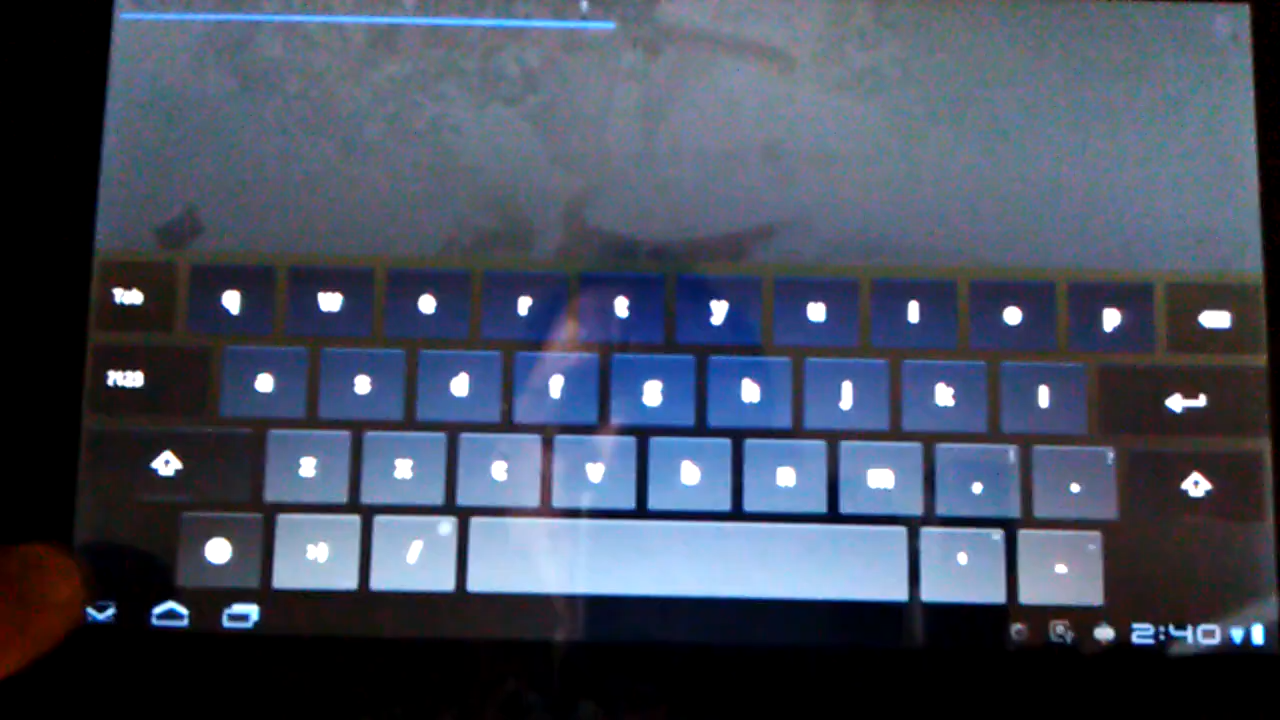 Tab q w e r t y u i o p
?123 a s d f g h j k l
z x c v b n m , ! . ?
:-) / @ ' " - _
2:40